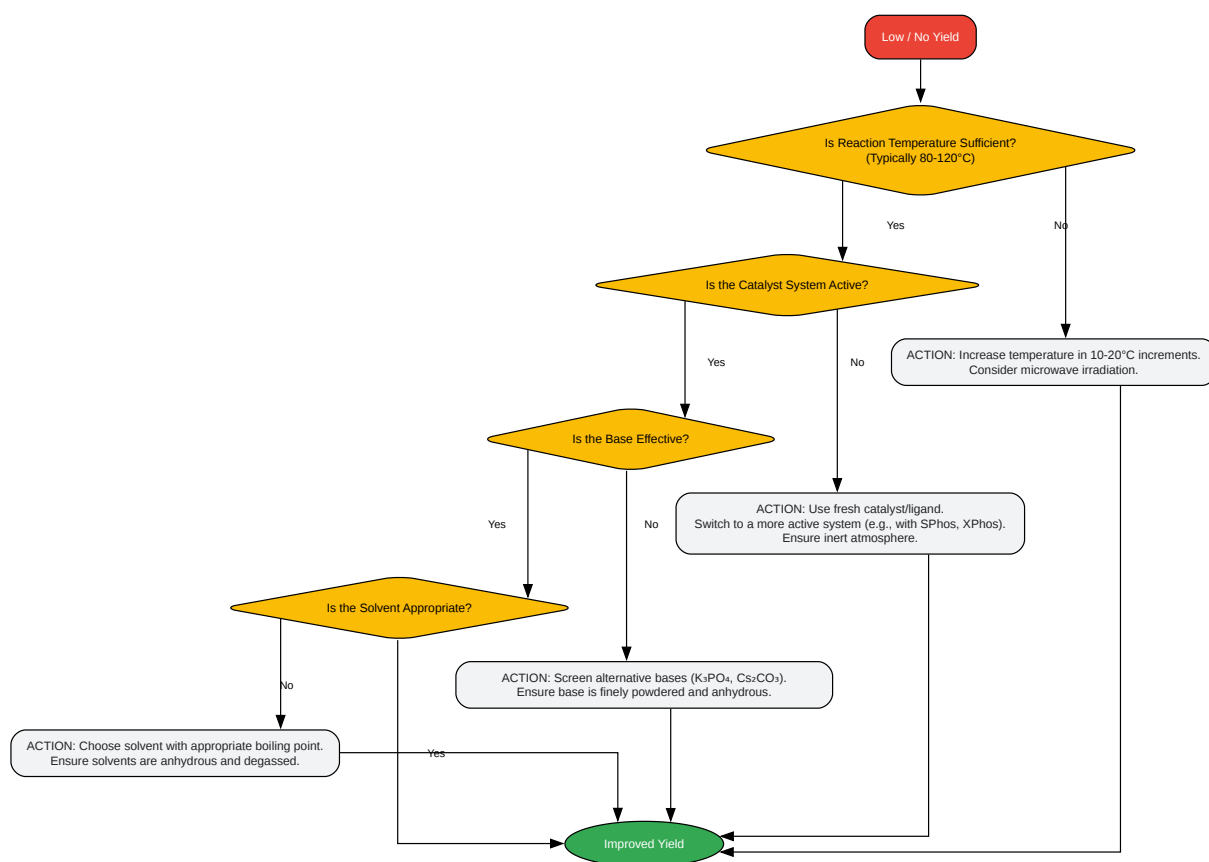 Low / No Yield
Is Reaction Temperature Sufficient?
(Typically 80-120°C)
Yes
No
Is the Catalyst System Active?
ACTION: Increase temperature in 10-20°C increments.
Consider microwave irradiation.
Yes
No
Is the Base Effective?
ACTION: Use fresh catalyst/ligand.
Switch to a more active system (e.g., with SPhos, XPhos).
Ensure inert atmosphere.
Yes
No
Is the Solvent Appropriate?
ACTION: Screen alternative bases (K₃PO₄, Cs₂CO₃).
Ensure base is finely powdered and anhydrous.
No
ACTION: Choose solvent with appropriate boiling point.
Ensure solvents are anhydrous and degassed.
Yes
Improved Yield